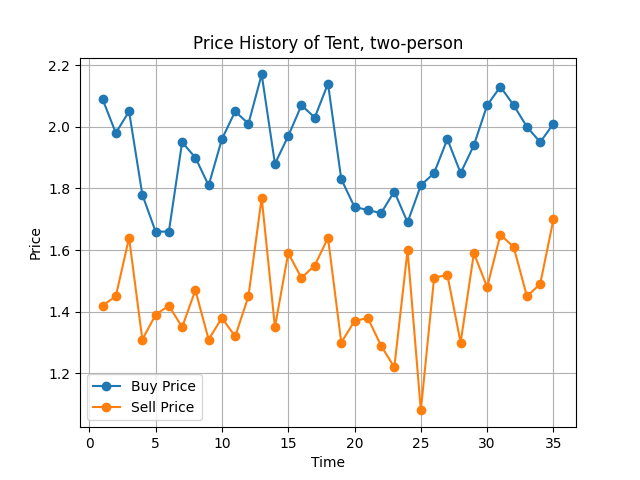 Price History of Tent, two-person
Price
2.2
2.0
1.8
1.6
1.4
1.2
Buy Price
Sell Price
0 5 10 15 20 25 30 35
Time